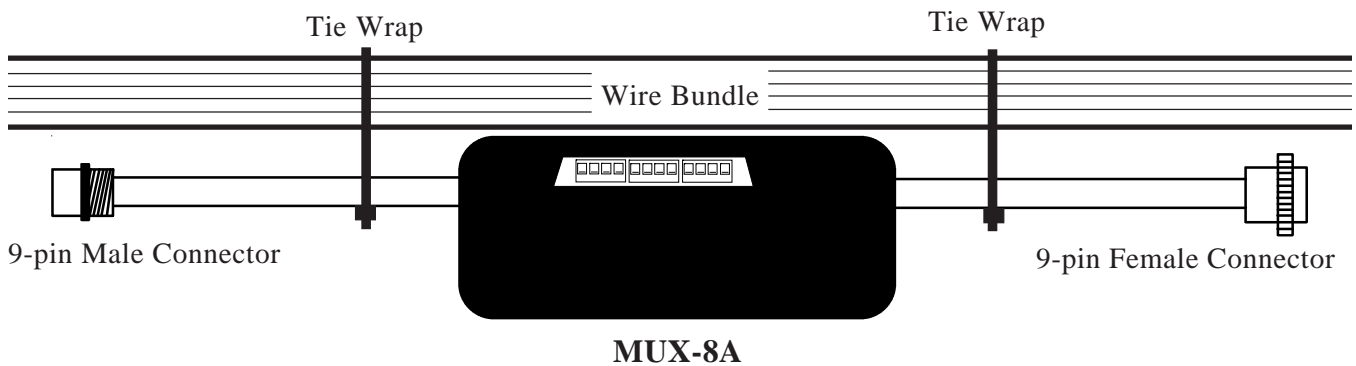 Tie Wrap
Tie Wrap
Wire Bundle
9-pin Male Connector
9-pin Female Connector
MUX-8A